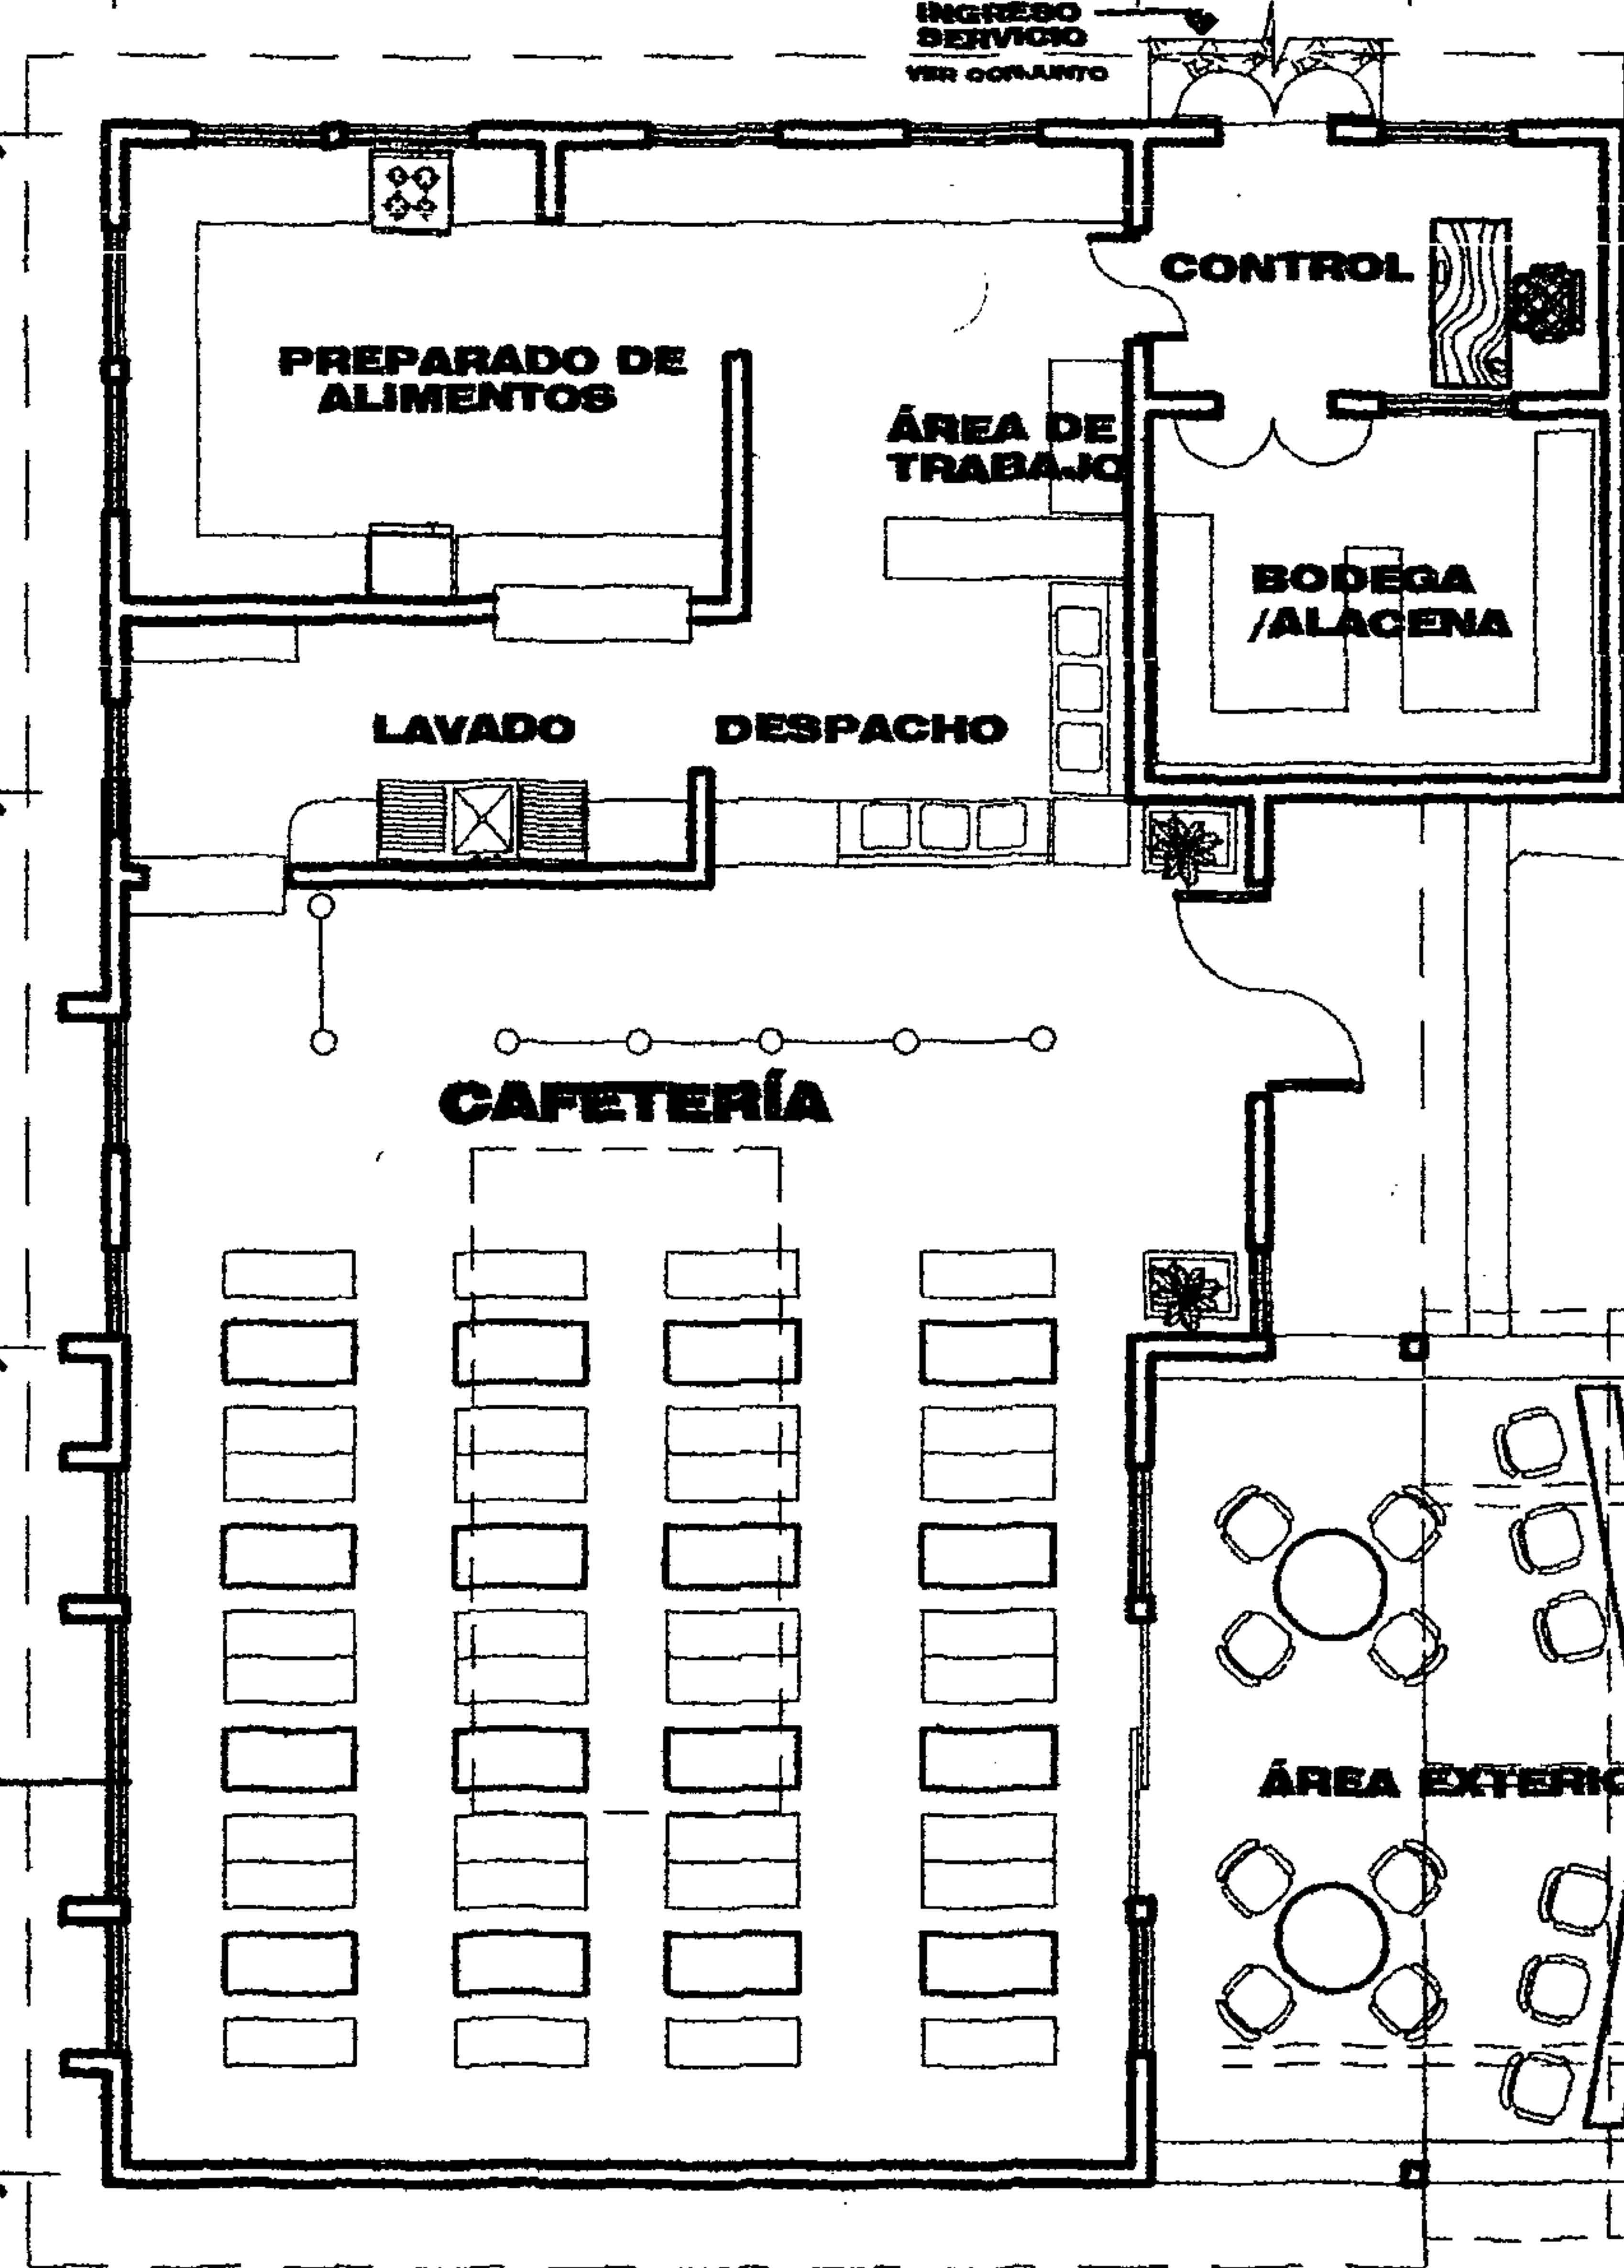 INGRESO
SERVICIO
VER CONJUNTO
CONTROL
PREPARADO DE
ALIMENTOS
ÁREA DE
TRABAJO
BODEGA
/ALACENA
LAVADO
DESPACHO
CAFETERÍA
ÁREA EXTERIO